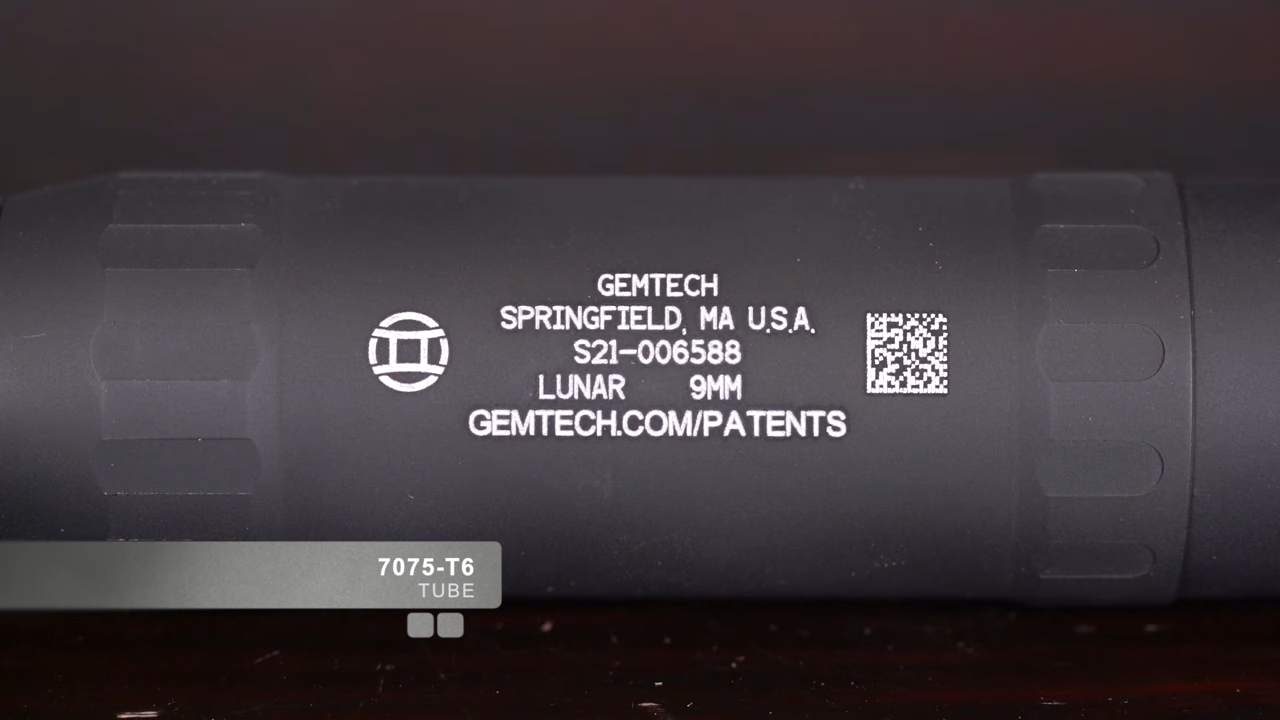 GEMTECH
SPRINGFIELD, MA U.S.A.
S21-006588
LUNAR 9MM
GEMTECH.COM/PATENTS
7075-T6
TUBE